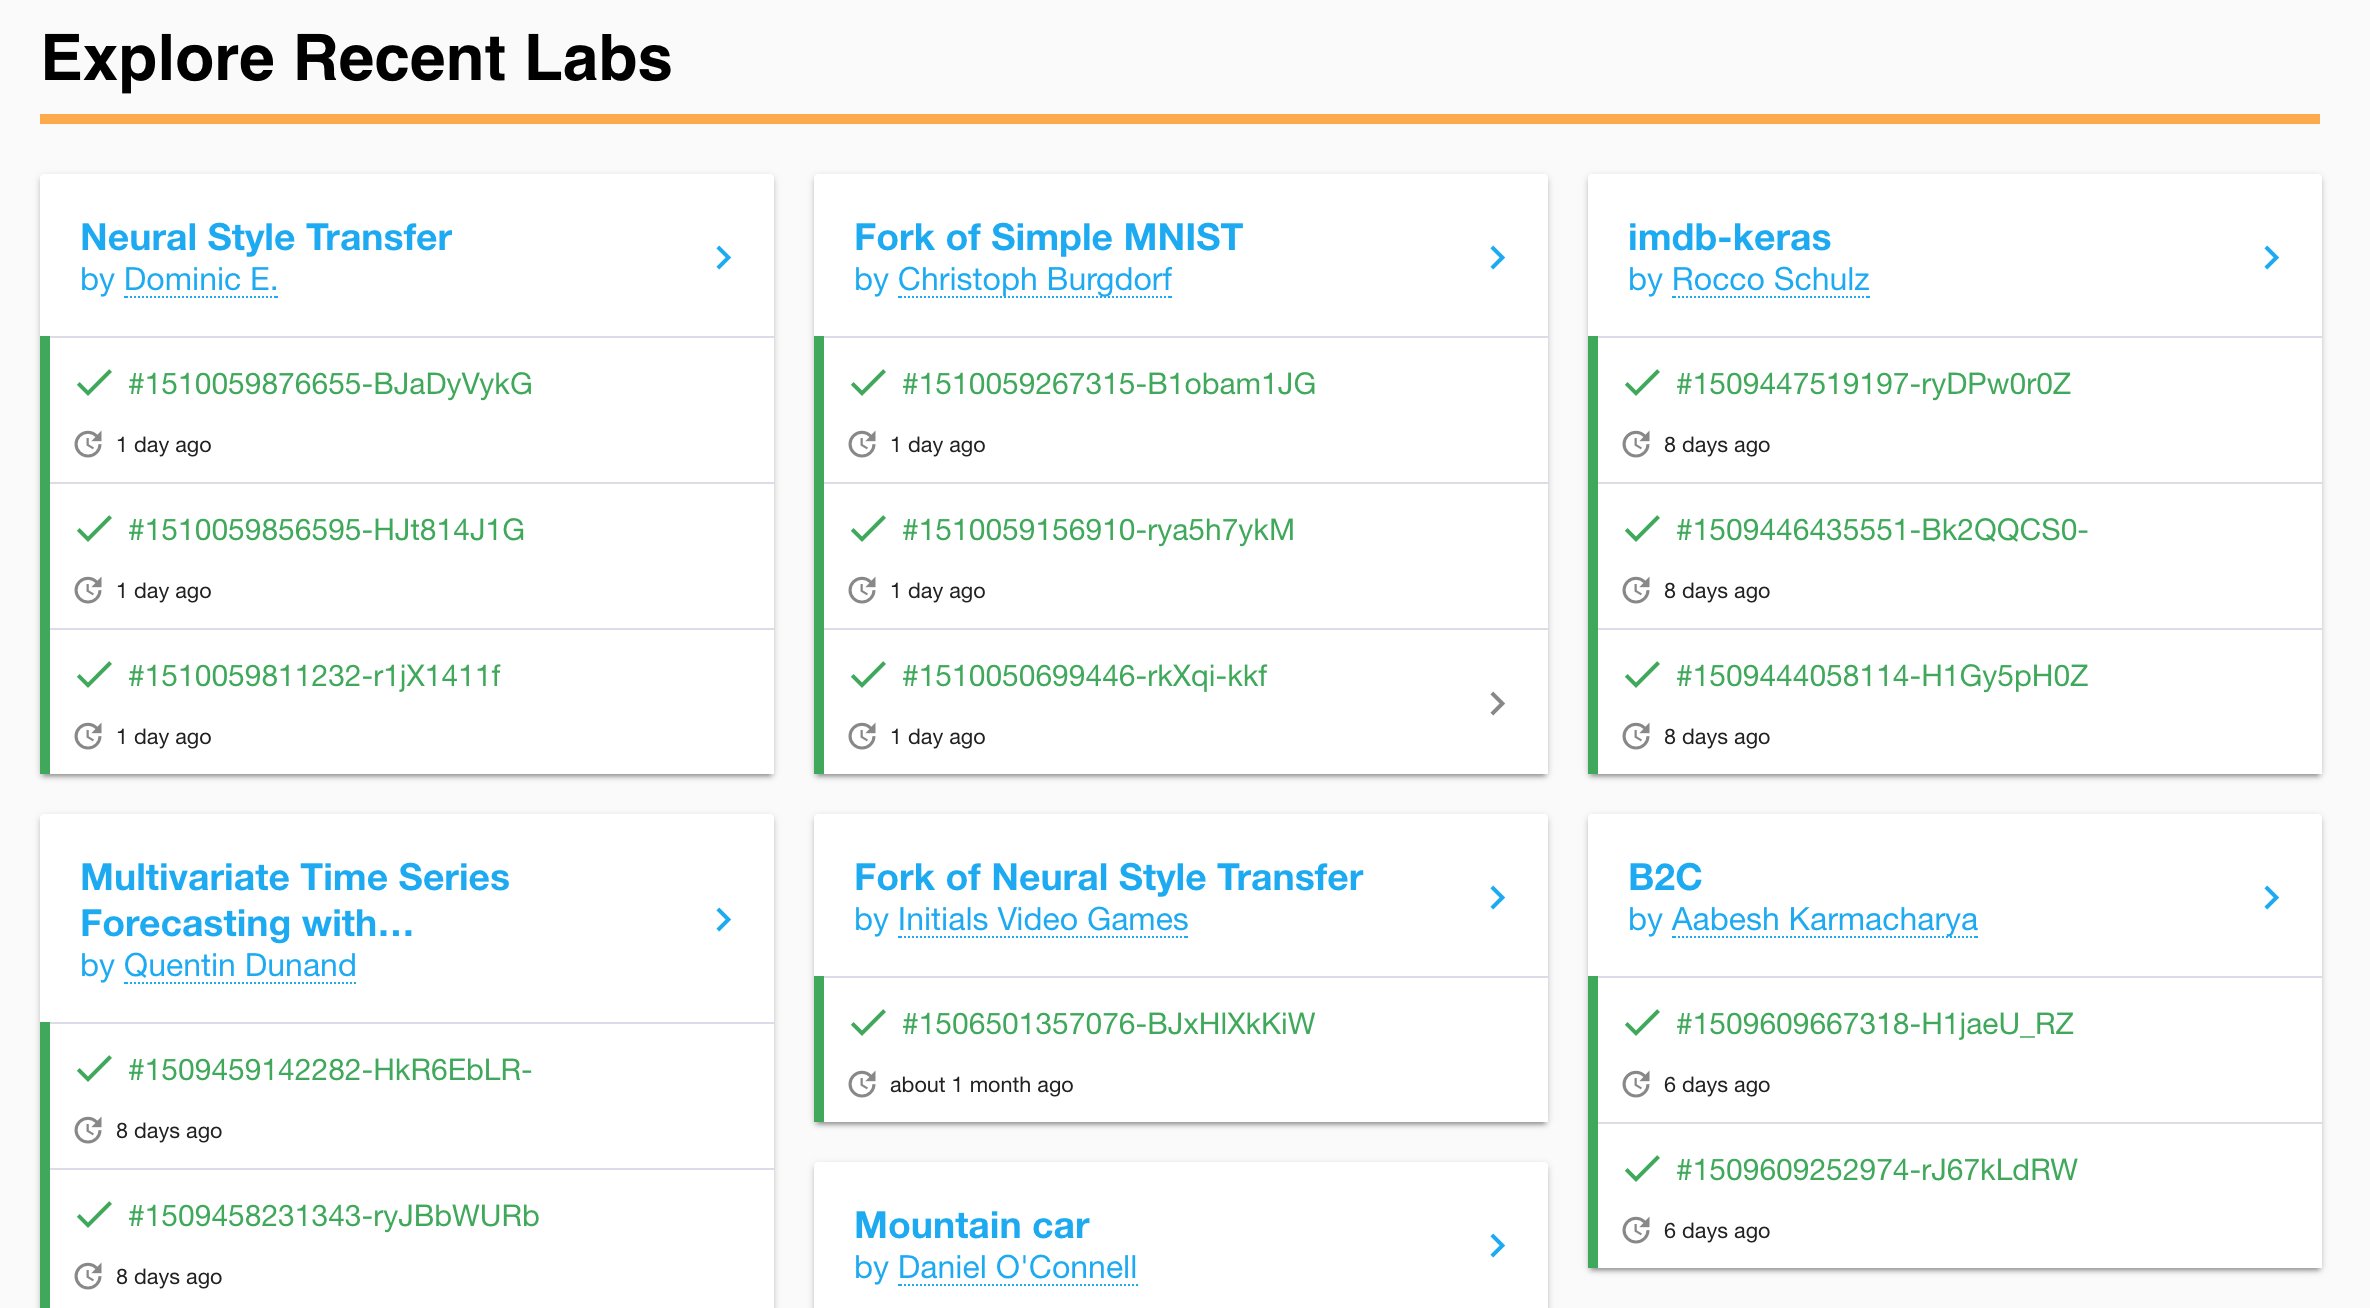 Explore Recent Labs
Neural Style Transfer
by Dominic E.
#1510059876655-BJaDyVykG
1 day ago
#1510059856595-HJt814J1G
1 day ago
#1510059811232-r1jX1411f
1 day ago
Fork of Simple MNIST
by Christoph Burgdorf
#1510059267315-B1obam1JG
1 day ago
#1510059156910-rya5h7ykM
1 day ago
#1510050699446-rkXqi-kkf
1 day ago
imdb-keras
by Rocco Schulz
#1509447519197-ryDPw0r0Z
8 days ago
#1509446435551-Bk2QQCS0-
8 days ago
#1509444058114-H1Gy5pH0Z
8 days ago
Multivariate Time Series
Forecasting with...
by Quentin Dunand
#1509459142282-HkR6EbLR-
8 days ago
#1509458231343-ryJBbWURb
8 days ago
Fork of Neural Style Transfer
by Initials Video Games
#1506501357076-BJxHlXkKiW
about 1 month ago
Mountain car
by Daniel O'Connell
B2C
by Aabesh Karmacharya
#1509609667318-H1jaeU_RZ
6 days ago
#1509609252974-rJ67kLdRW
6 days ago